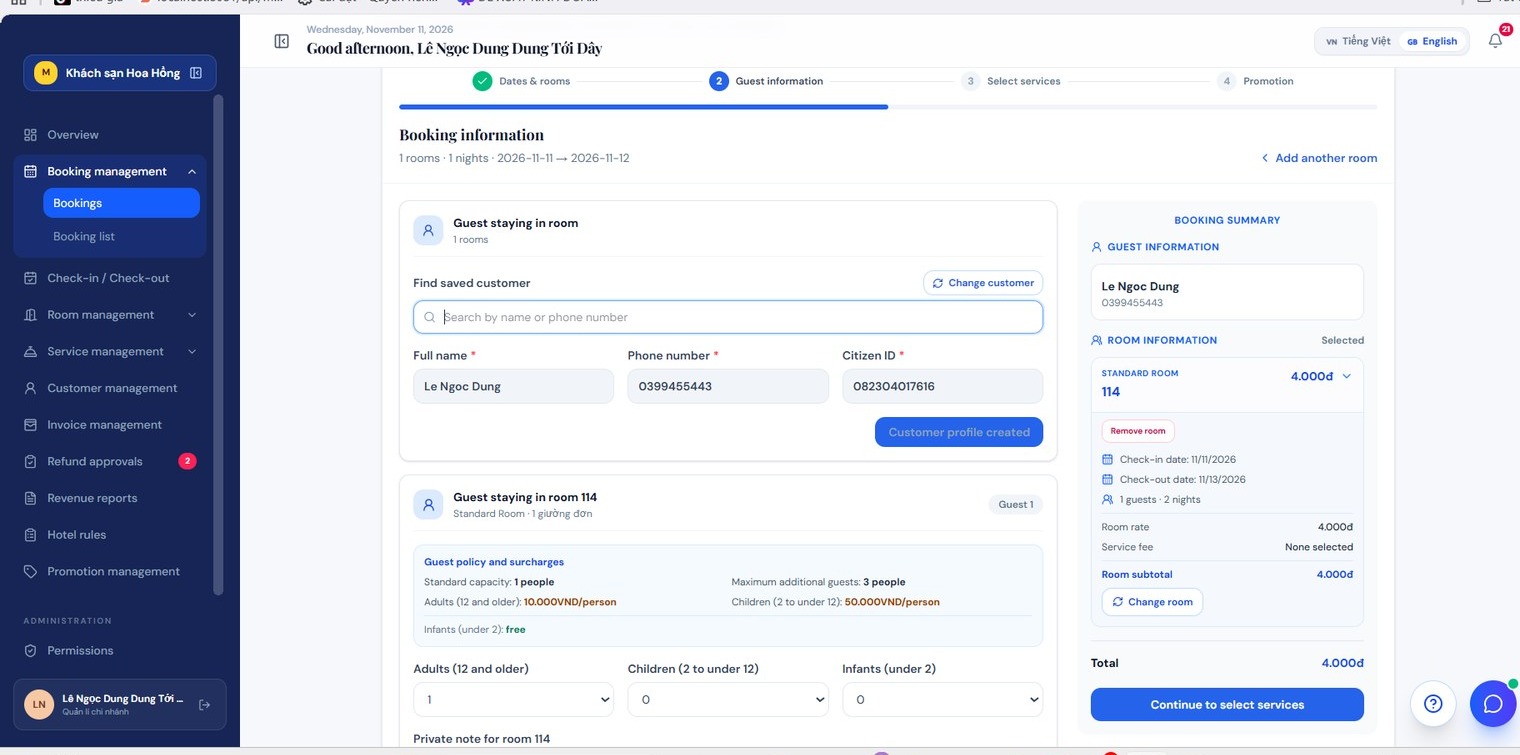 Wednesday, November 11, 2026
Good afternoon, Lê Ngọc Dung Dung Tới Dây
VN Tiếng Việt
GB English
21
M Khách sạn Hoa Hồng
Overview
Booking management
Bookings
Booking list
Check-in / Check-out
Room management
Service management
Customer management
Invoice management
Refund approvals 2
Revenue reports
Hotel rules
Promotion management
ADMINISTRATION
Permissions
LN
Lê Ngọc Dung Dung Tới ...
Quản lí chi nhánh
Dates & rooms
2 Guest information
3 Select services
4 Promotion
Booking information
1 rooms · 1 nights · 2026-11-11 → 2026-11-12
Add another room
Guest staying in room
1 rooms
Find saved customer
Change customer
Search by name or phone number
Full name * Phone number * Citizen ID *
Le Ngoc Dung 0399455443 082304017616
Customer profile created
Guest staying in room 114
Standard Room · 1 giường đơn
Guest 1
Guest policy and surcharges
Standard capacity: 1 people Maximum additional guests: 3 people
Adults (12 and older): 10.000VND/person Children (2 to under 12): 50.000VND/person
Infants (under 2): free
Adults (12 and older) Children (2 to under 12) Infants (under 2)
1 0 0
Private note for room 114
BOOKING SUMMARY
GUEST INFORMATION
Le Ngoc Dung
0399455443
ROOM INFORMATION Selected
STANDARD ROOM
114
4.000đ
Remove room
Check-in date: 11/11/2026
Check-out date: 11/13/2026
1 guests · 2 nights
Room rate 4.000đ
Service fee None selected
Room subtotal 4.000đ
Change room
Total 4.000đ
Continue to select services